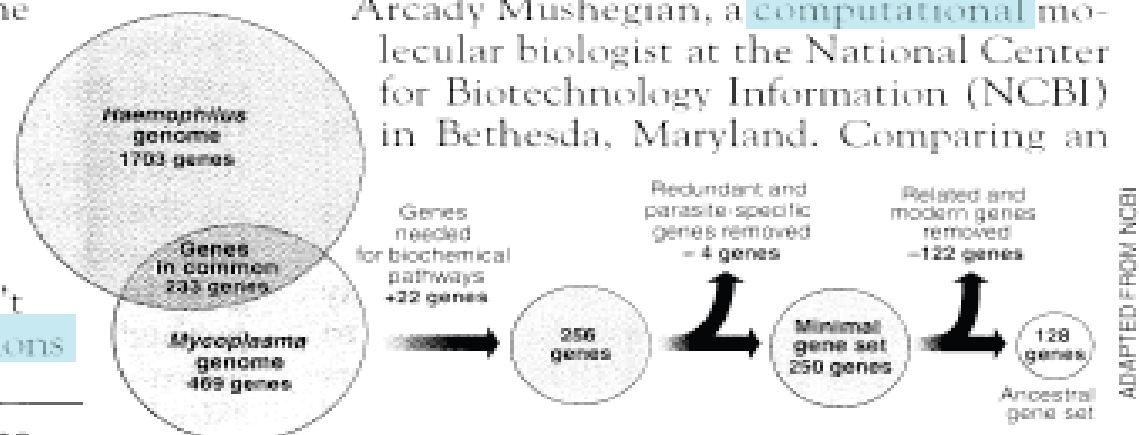 ne
Arcady Mushegian, a computational mo-
lecular biologist at the National Center
for Biotechnology Information (NCBI)
in Bethesda, Maryland. Comparing an
Haemophilus
genome
1703 genes
Genes
in common
233 genes
Mycoplasma
genome
469 genes
't
ons
Genes
needed
for biochemical
pathways
+22 genes
256
genes
Redundant and
parasite-specific
genes removed
– 4 genes
Minimal
gene set
250 genes
Related and
modern genes
removed
–122 genes
128
genes
Ancestral
gene set
ADAPTED FROM NCBI